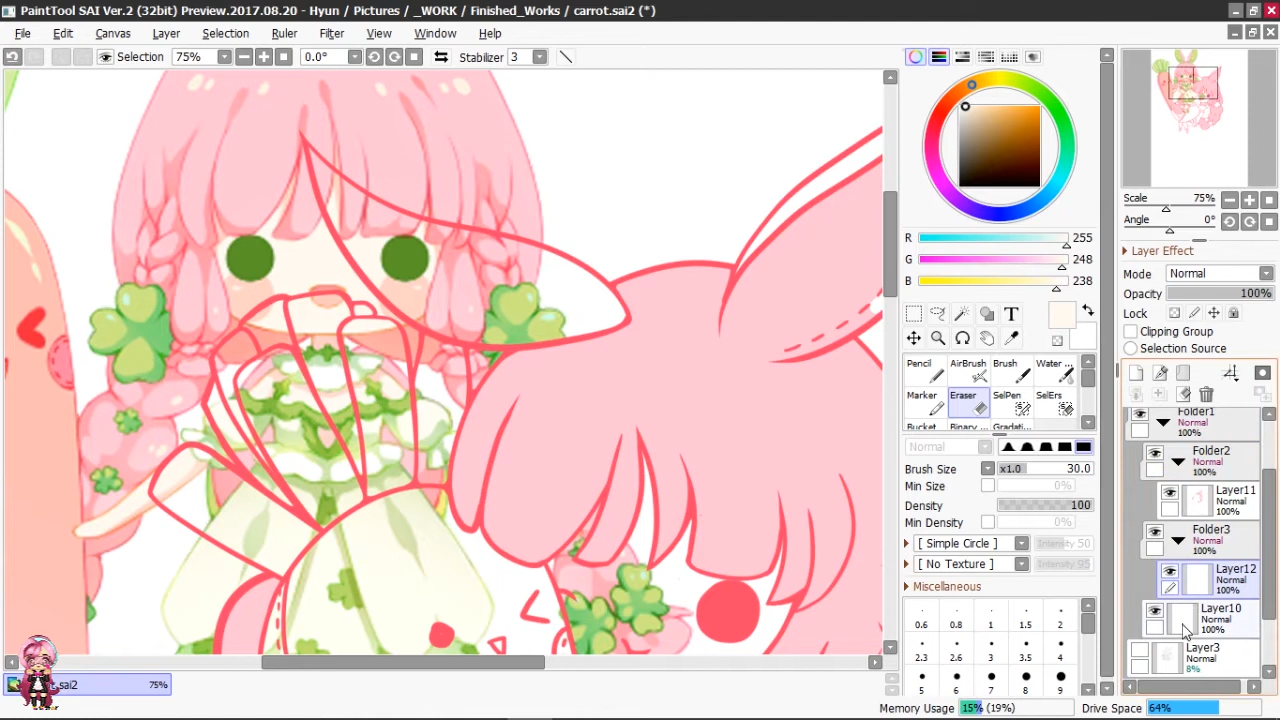 PaintTool SAI Ver.2 (32bit) Preview.2017.08.20 - Hyun / Pictures / _WORK / Finished_Works / carrot.sai2 (*)
File Edit Canvas Layer Selection Ruler Filter View Window Help
Selection 75% 0.0° Stabilizer 3
Scale 75%
Angle 0°
R 255
G 248
B 238
Layer Effect
Mode Normal
Opacity 100%
Lock
Clipping Group
Selection Source
T
Pencil AirBrush Brush Water ...
Marker Eraser SelPen SelErs
Bucket Binary ... Gradati...
Normal
Brush Size x1.0 30.0
Min Size 0%
Density 100
Min Density 0%
[ Simple Circle ] Intensity 50
[ No Texture ] Intensity 95
Miscellaneous
0.6 0.8 1 1.5 2
2.3 2.6 3 3.5 4
5 6 7 8 9
Folder1
Normal
100%
Folder2
Normal
100%
Layer11
Normal
100%
Folder3
Normal
100%
Layer12
Normal
100%
Layer10
Normal
100%
Layer3
Normal
8%
.sai2 75%
Memory Usage 15% (19%) Drive Space 64%